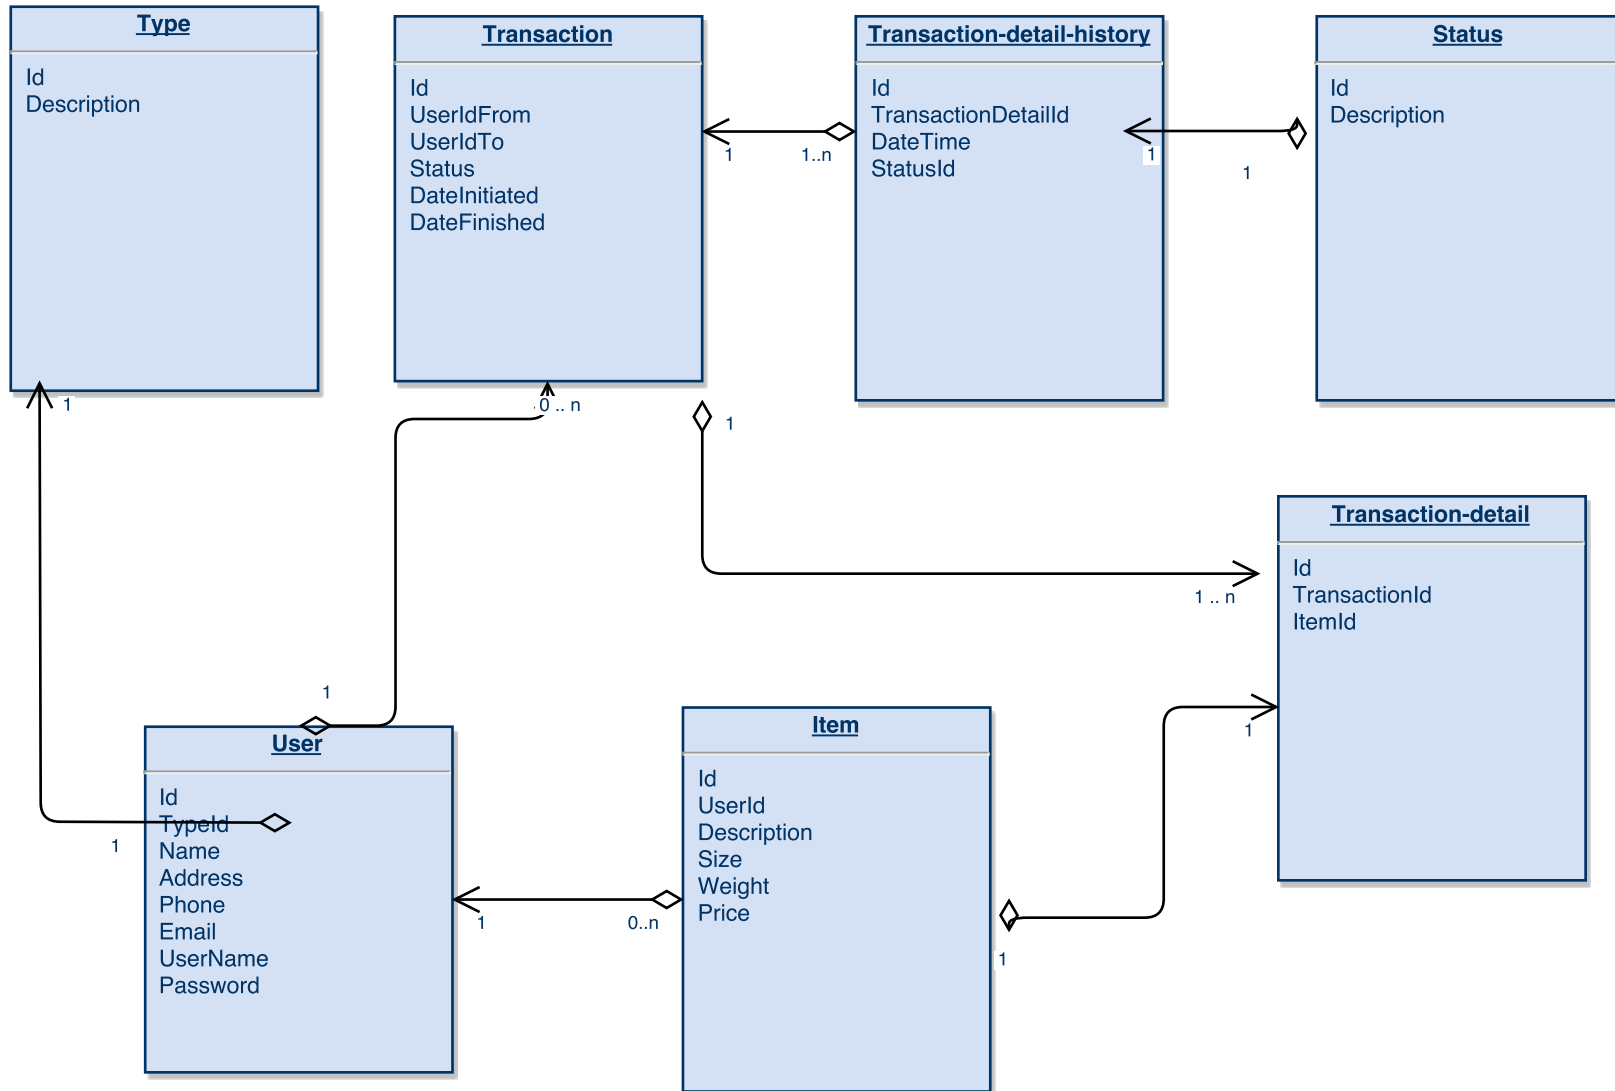 Type
Id
Description
1
Transaction
Id
UserIdFrom
UserIdTo
Status
DateInitiated
DateFinished
1
1..n
0 .. n
1
Transaction-detail-history
Id
TransactionDetailId
DateTime
StatusId
1
1
Status
Id
Description
Transaction-detail
Id
TransactionId
ItemId
1 .. n
1
1
User
Id
TypeId
Name
Address
Phone
Email
UserName
Password
1
1
0..n
Item
Id
UserId
Description
Size
Weight
Price
1